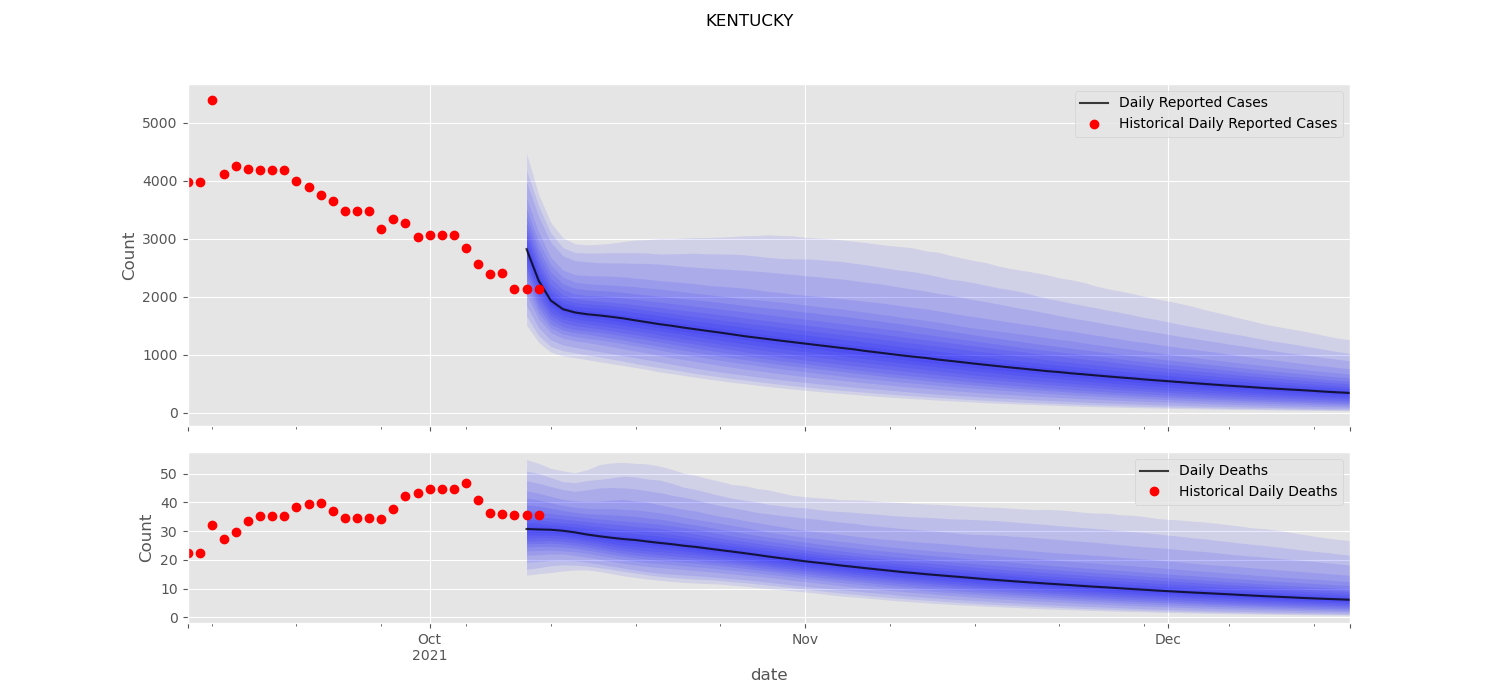 KENTUCKY
Daily Reported Cases
Historical Daily Reported Cases
5000
4000
3000
2000
1000
0
Count
Daily Deaths
Historical Daily Deaths
50
40
30
20
10
0
Count
Oct
2021
Nov
Dec
date